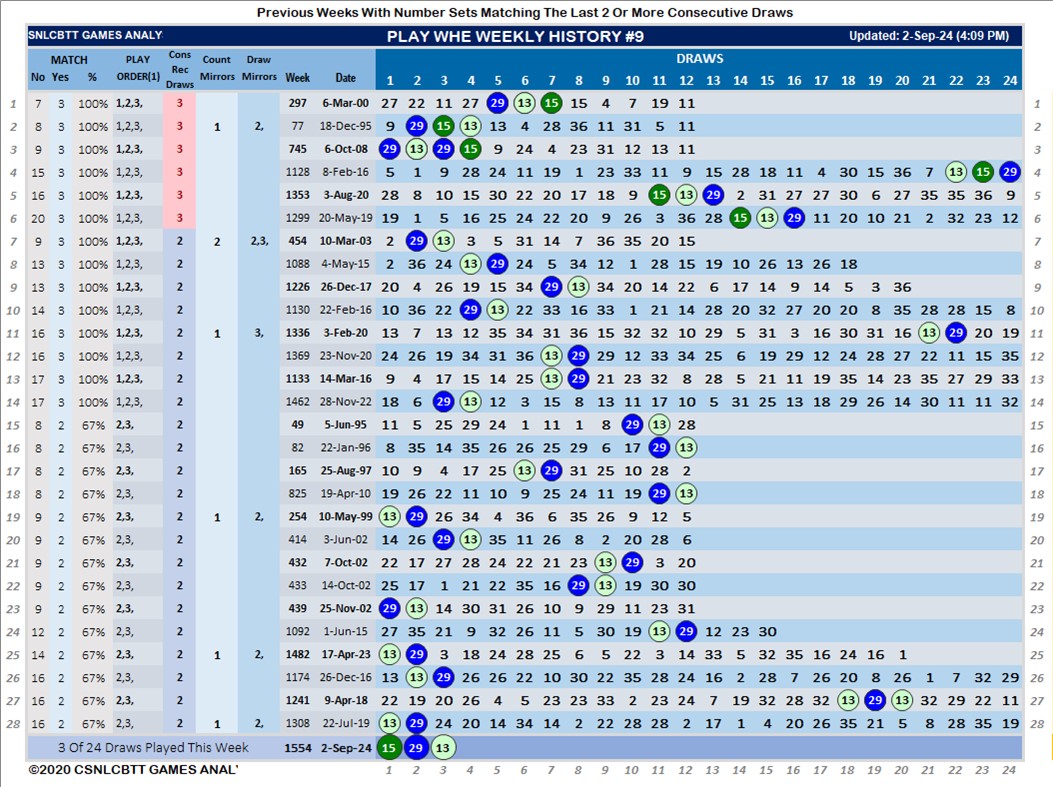 Previous Weeks With Number Sets Matching The Last 2 Or More Consecutive Draws
SNLCBTT GAMES ANALY PLAY WHE WEEKLY HISTORY #9 Updated: 2-Sep-24 (4:09 PM)
MATCH PLAY Cons Count Draw DRAWS
No Yes % ORDER(1) Rec Draws Mirrors Mirrors Week Date 1 2 3 4 5 6 7 8 9 10 11 12 13 14 15 16 17 18 19 20 21 22 23 24
1 7 3 100% 1,2,3, 3 297 6-Mar-00 27 22 11 27 29 13 15 15 4 7 19 11 1
2 8 3 100% 1,2,3, 3 1 2, 77 18-Dec-95 9 29 15 13 13 4 28 36 11 31 5 11 2
3 9 3 100% 1,2,3, 3 745 6-Oct-08 29 13 29 15 9 24 4 23 31 12 13 11 3
4 15 3 100% 1,2,3, 3 1128 8-Feb-16 5 1 9 28 24 11 19 1 23 33 11 9 15 28 18 11 4 30 15 36 7 22 13 15 29 4
5 16 3 100% 1,2,3, 3 1353 3-Aug-20 28 8 10 15 30 22 20 17 18 9 15 13 29 2 31 27 27 30 6 27 35 35 36 9 5
6 20 3 100% 1,2,3, 3 1299 20-May-19 19 1 5 16 25 24 22 20 9 26 3 36 28 15 13 29 11 20 10 21 2 32 23 12 6
7 9 3 100% 1,2,3, 2 2 2,3, 454 10-Mar-03 2 29 13 3 5 31 14 7 36 35 20 15 7
8 13 3 100% 1,2,3, 2 1088 4-May-15 2 36 24 13 29 24 5 34 12 1 28 15 19 10 26 13 26 18 8
9 13 3 100% 1,2,3, 2 1226 26-Dec-17 20 4 26 19 15 34 29 13 34 20 14 22 6 17 14 9 14 5 3 36 9
10 14 3 100% 1,2,3, 2 1130 22-Feb-16 10 36 22 29 13 22 33 16 33 1 21 14 28 20 32 27 20 20 8 35 28 28 15 8 10
11 16 3 100% 1,2,3, 2 1 3, 1336 3-Feb-20 13 7 13 12 35 34 31 36 15 32 32 10 29 5 31 3 16 30 31 16 13 29 20 19 11
12 16 3 100% 1,2,3, 2 1369 23-Nov-20 24 26 19 34 31 36 13 29 29 12 33 34 25 6 19 29 12 24 28 27 22 11 15 35 12
13 17 3 100% 1,2,3, 2 1133 14-Mar-16 9 4 17 15 14 25 13 29 21 23 32 8 28 5 21 11 19 35 14 23 35 27 29 33 13
14 17 3 100% 1,2,3, 2 1462 28-Nov-22 18 6 29 13 12 3 15 8 13 11 17 10 5 31 25 13 18 29 26 14 30 11 11 32 14
15 8 2 67% 2,3, 2 49 5-Jun-95 11 5 25 29 24 1 11 1 8 29 13 28 15
16 8 2 67% 2,3, 2 82 22-Jan-96 8 35 14 35 26 26 25 29 6 17 29 13 16
17 9 2 67% 2,3, 2 165 25-Aug-97 10 9 4 17 25 13 29 31 25 10 28 2 17
18 8 2 67% 2,3, 2 825 19-Apr-10 19 26 22 11 10 9 25 24 11 19 29 13 18
19 9 2 67% 2,3, 2 1 2, 254 10-May-99 13 29 26 34 4 36 6 35 26 9 12 5 19
20 9 2 67% 2,3, 2 414 3-Jun-02 14 26 29 13 35 11 26 8 2 20 28 6 20
21 9 2 67% 2,3, 2 432 7-Oct-02 22 17 27 28 24 22 21 23 13 29 3 20 21
22 9 2 67% 2,3, 2 433 14-Oct-02 25 17 1 21 22 35 16 29 13 19 30 30 22
23 9 2 67% 2,3, 2 439 25-Nov-02 29 13 14 30 31 26 10 9 29 11 23 31 23
24 12 2 67% 2,3, 2 1092 1-Jun-15 27 35 21 9 32 26 11 5 30 19 13 29 12 23 30 24
25 14 2 67% 2,3, 2 1 2, 1482 17-Apr-23 13 29 3 18 24 28 25 6 5 22 3 14 33 5 32 35 16 24 16 1 25
26 16 2 67% 2,3, 2 1174 26-Dec-16 13 13 29 26 26 22 10 30 22 35 28 24 16 2 28 7 26 20 8 26 1 7 32 29 26
27 16 2 67% 2,3, 2 1241 9-Apr-18 22 19 20 26 4 5 23 23 33 2 23 24 7 19 32 28 32 13 29 13 32 29 22 11 27
28 16 2 67% 2,3, 2 1 2, 1308 22-Jul-19 13 29 24 20 14 34 14 2 22 28 28 2 17 1 4 20 26 35 21 5 8 28 35 19 28
3 Of 24 Draws Played This Week 1554 2-Sep-24 15 29 13
©2020 CSNLCBTT GAMES ANAL' 1 2 3 4 5 6 7 8 9 10 11 12 13 14 15 16 17 18 19 20 21 22 23 24